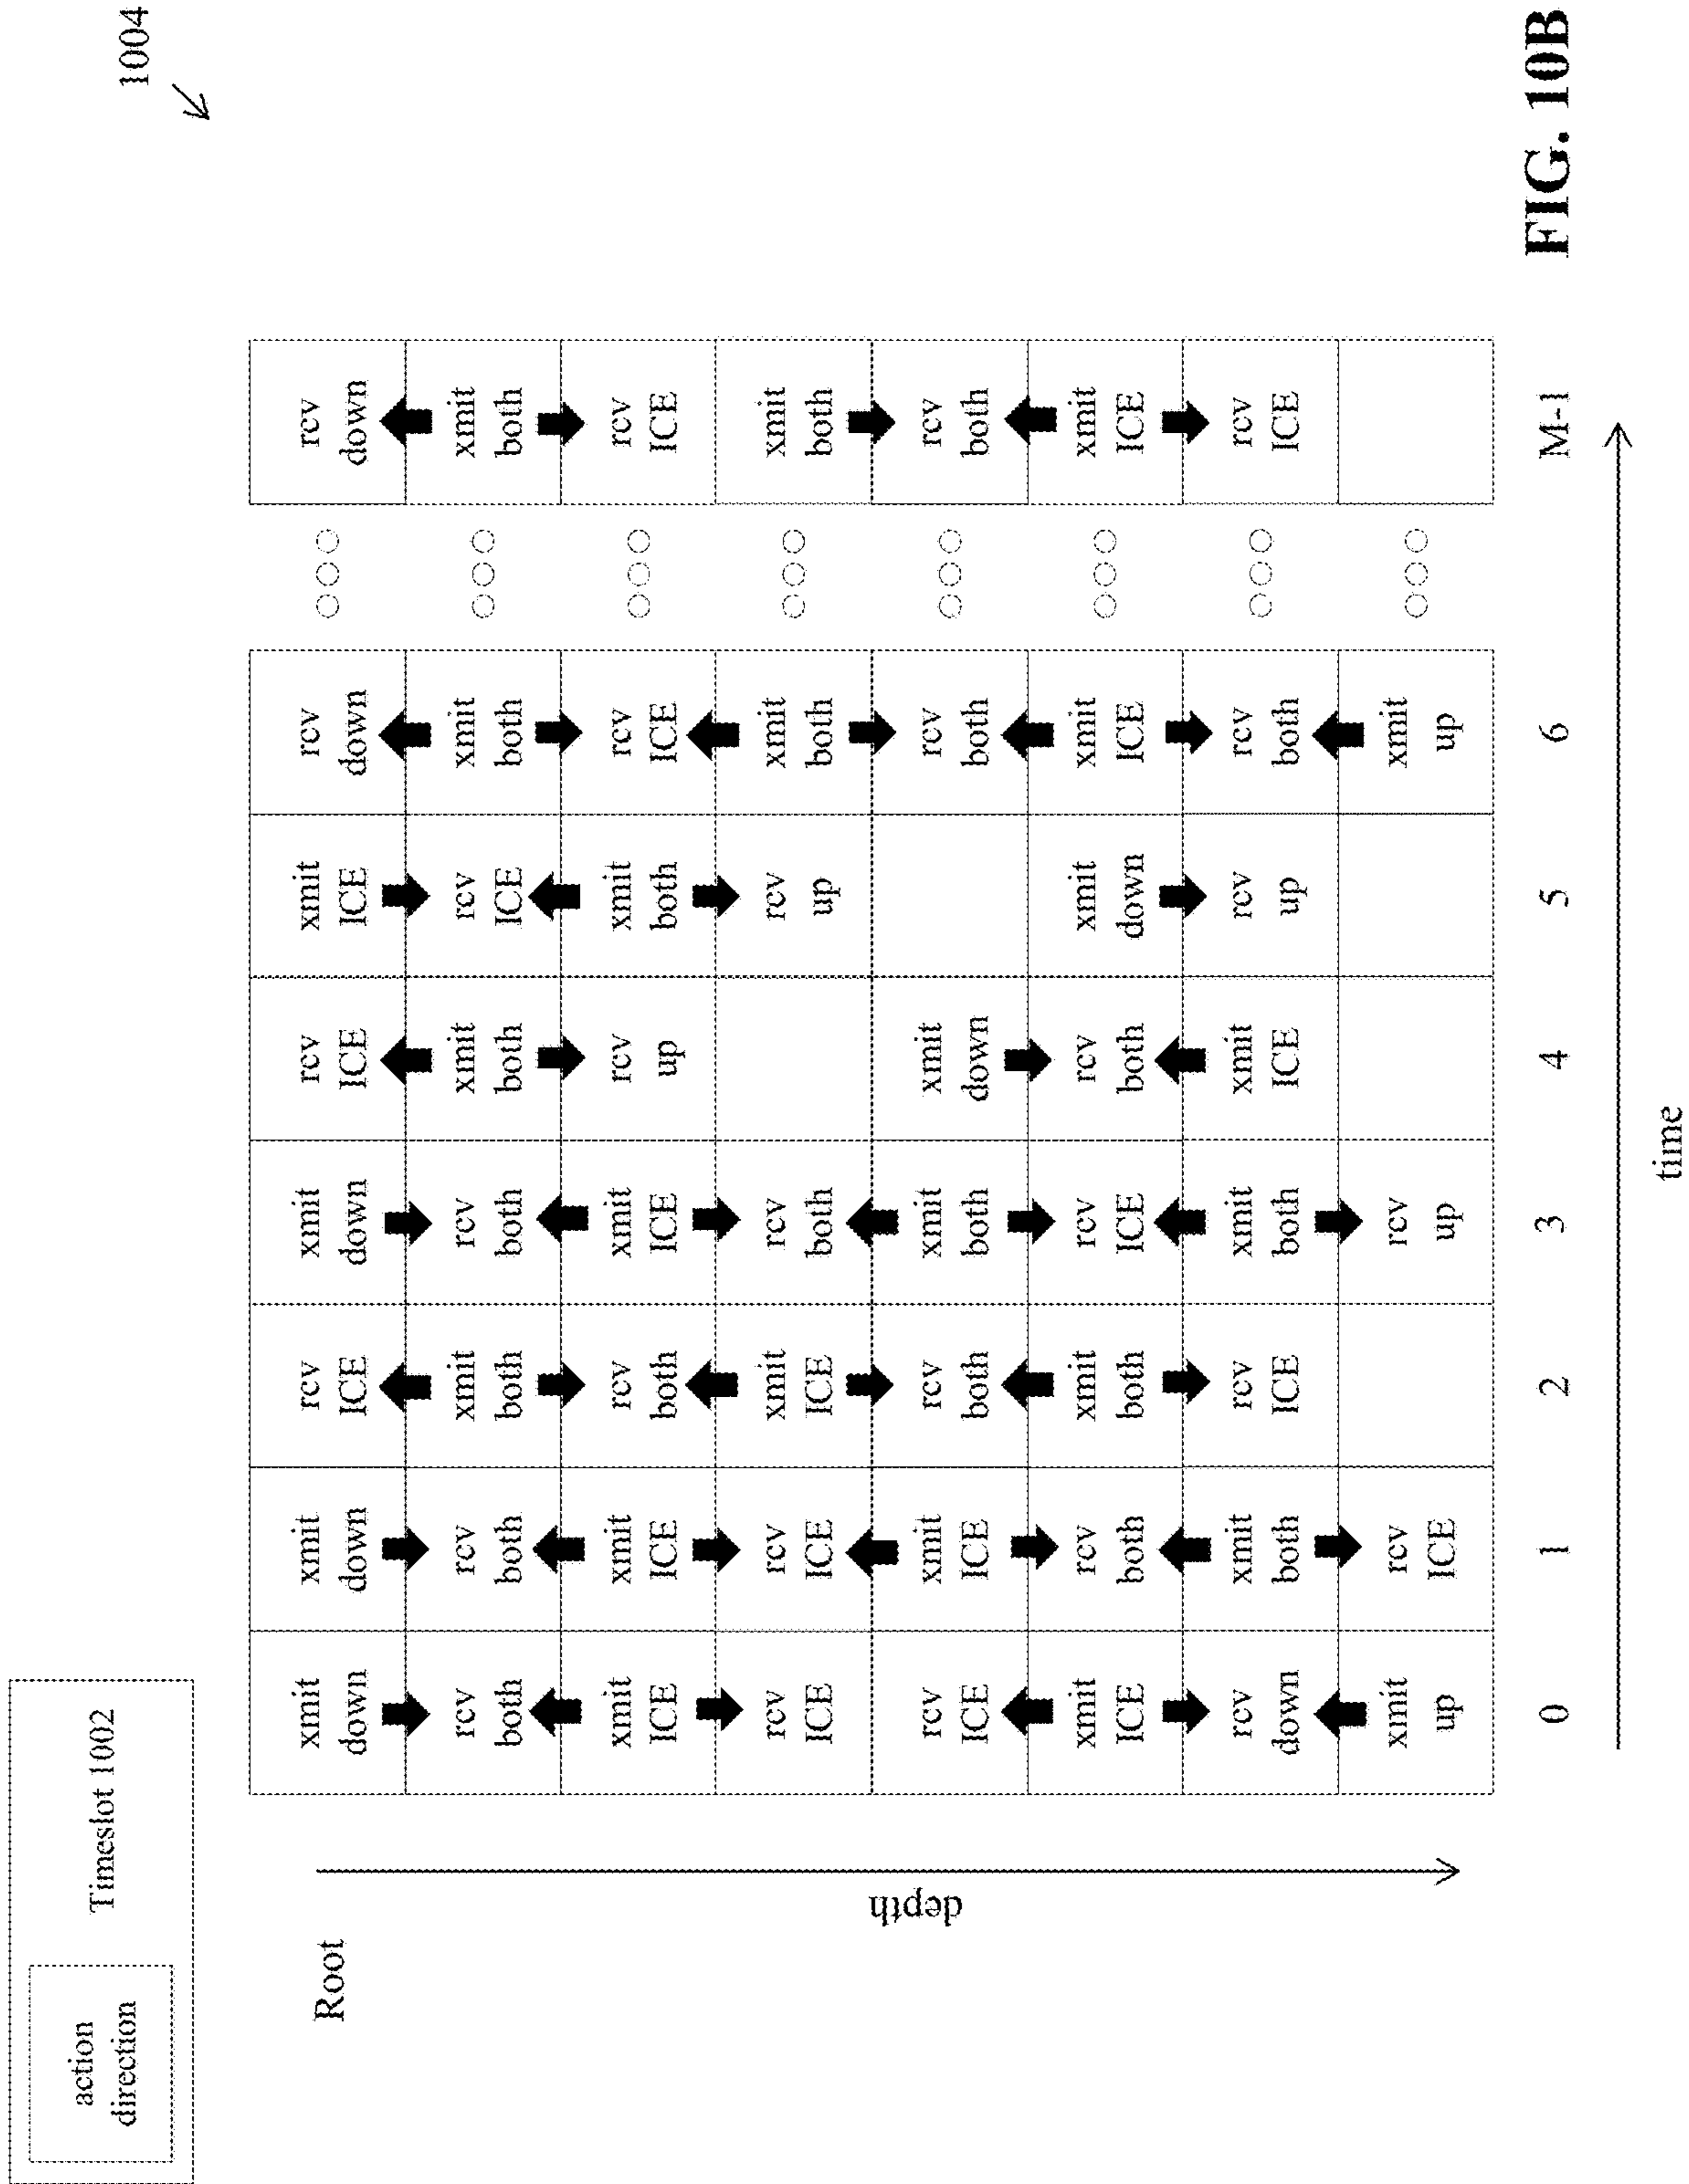 action
direction
Timeslot 1002
1004
Root
depth
xmit xmit rcv xmit rcv xmit rcv rcv
down down ICE down ICE ICE down down
rcv rcv xmit rcv xmit rcv xmit xmit
both both both both both ICE both both
xmit xmit rcv xmit rcv xmit rcv rcv
ICE ICE both ICE up both ICE ICE
rcv rcv xmit rcv rcv xmit xmit
ICE ICE ICE both up both both
rcv xmit rcv xmit xmit rcv rcv
ICE ICE both both down both both
xmit rcv xmit rcv rcv xmit xmit xmit
ICE both both ICE both down ICE ICE
rcv xmit rcv xmit xmit rcv rcv rcv
down both ICE both ICE up both ICE
xmit rcv rcv xmit
up ICE up up
0 1 2 3 4 5 6 M-1
time
FIG. 10B